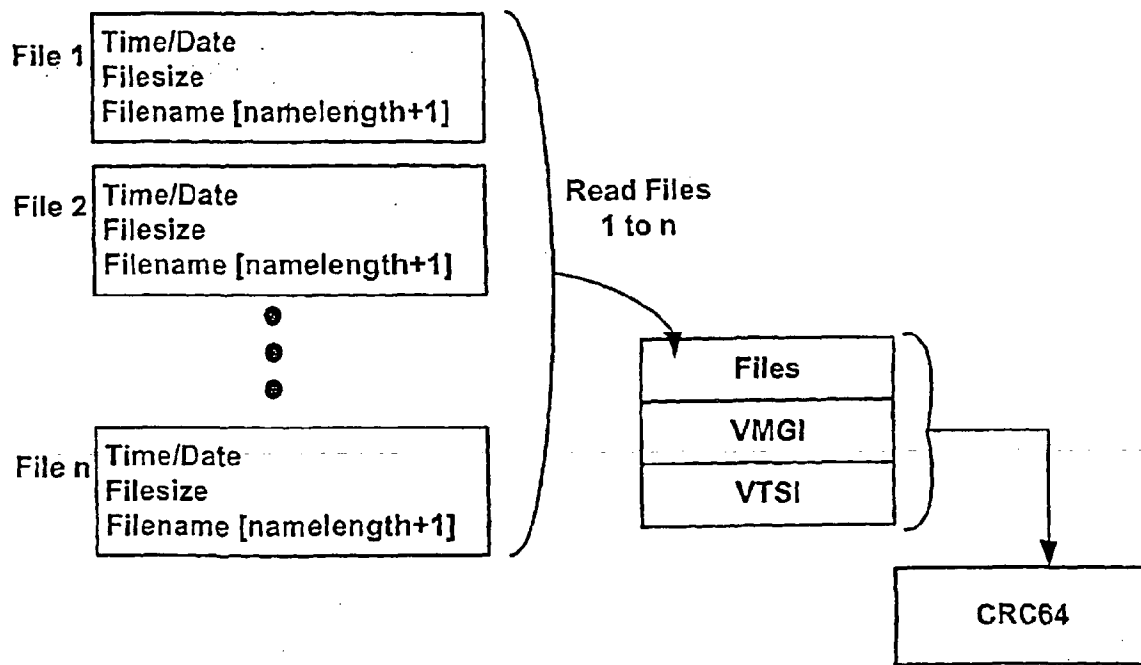 File 1
Time/Date
Filesize
Filename [namelength+1]
File 2
Time/Date
Filesize
Filename [namelength+1]
Read Files
1 to n
File n
Time/Date
Filesize
Filename [namelength+1]
Files
VMGI
VTSI
CRC64